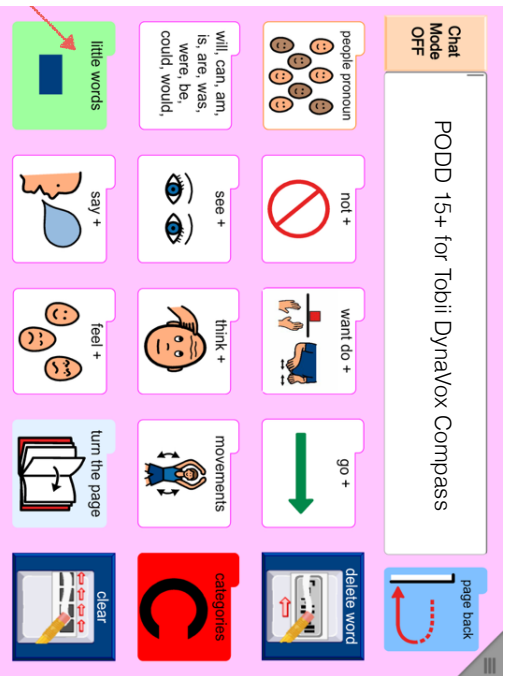 Chat
Mode
OFF
PODD 15+ for Tobii DynaVox Compass
page back
people pronoun
not +
want do +
go +
delete word
will, can, am,
is, are, was,
were, be,
could, would,
see +
think +
movements
categories
little words
say +
feel +
turn the page
clear